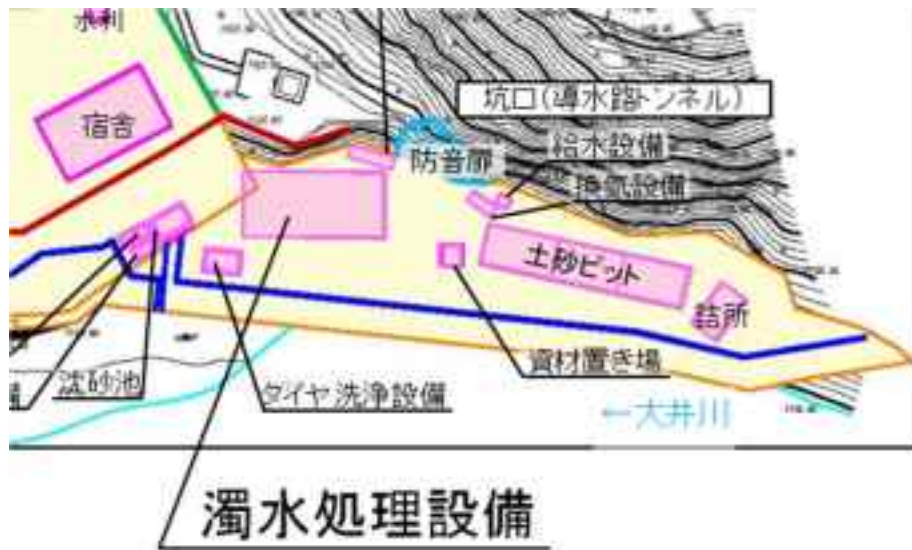 水利
宿舎
坑口(導水路トンネル)
防音扉
給水設備
換気設備
土砂ピット
詰所
沈砂池
タイヤ洗浄設備
資材置き場
←大井川
濁水処理設備